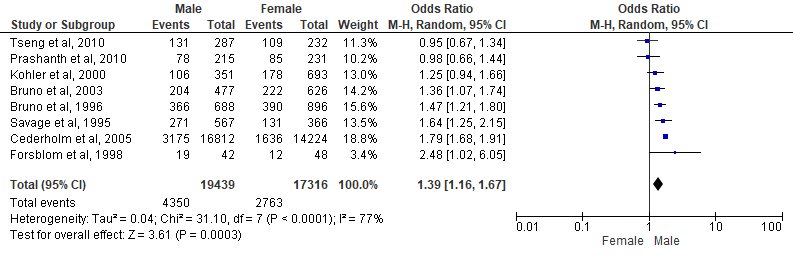 Male Female Odds Ratio Odds Ratio
Study or Subgroup Events Total Events Total Weight M-H, Random, 95% CI M-H, Random, 95% CI
Tseng et al, 2010 131 287 109 232 11.3% 0.95 [0.67, 1.34]
Prashanth et al, 2010 78 215 85 231 10.2% 0.98 [0.66, 1.44]
Kohler et al, 2000 106 351 178 693 12.8% 1.25 [0.94, 1.66]
Bruno et al, 2003 204 477 222 626 13.9% 1.36 [1.07, 1.74]
Bruno et al, 1996 366 688 390 896 15.6% 1.47 [1.21, 1.80]
Savage et al, 1995 271 567 131 366 13.1% 1.64 [1.25, 2.15]
Cederholm et al, 2005 3175 16812 1636 14224 18.8% 1.79 [1.68, 1.91]
Forsblom et al, 1998 19 42 12 48 3.4% 2.48 [1.02, 6.05]
Total (95% CI) 19439 17316 100.0% 1.39 [1.16, 1.67]
Total events 4350 2763
Heterogeneity: Tau² = 0.04; Chi² = 31.10, df = 7 (P < 0.0001); I² = 77%
Test for overall effect: Z = 3.61 (P = 0.0003)
0.01 0.1 1 10 100
Female Male